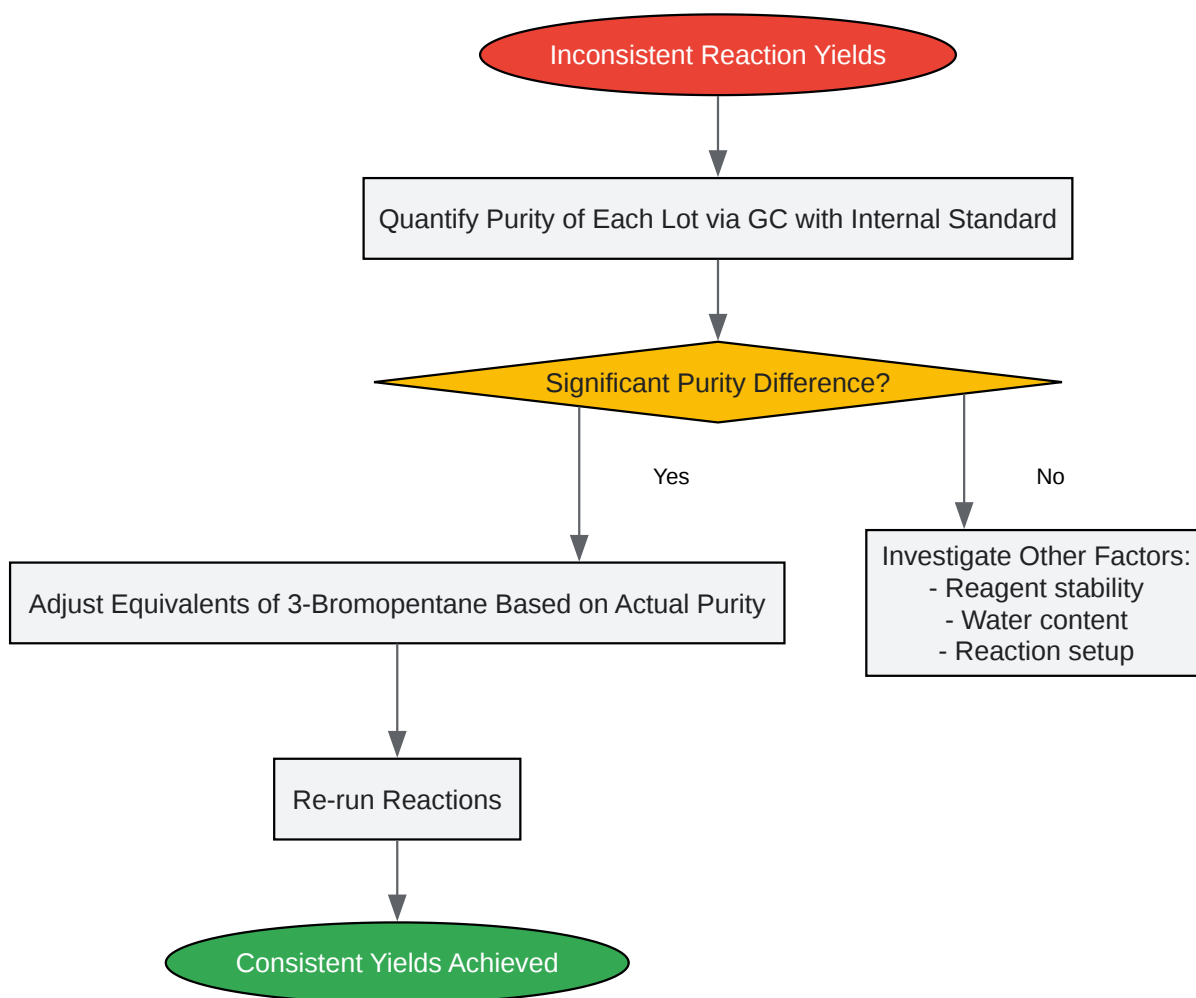 Inconsistent Reaction Yields
Quantify Purity of Each Lot via GC with Internal Standard
Significant Purity Difference?
Yes
No
Adjust Equivalents of 3-Bromopentane Based on Actual Purity
Investigate Other Factors:
- Reagent stability
- Water content
- Reaction setup
Re-run Reactions
Consistent Yields Achieved